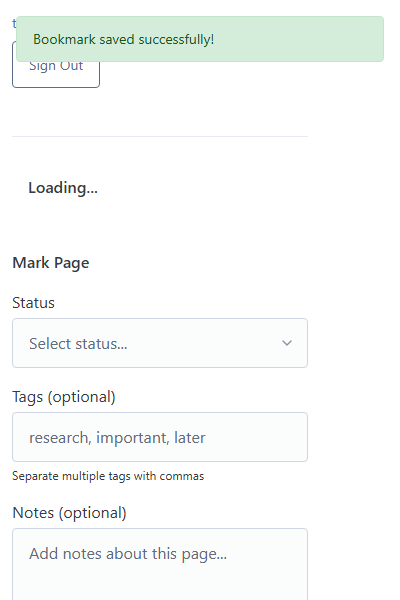 Bookmark saved successfully!
Sign Out
Loading...
Mark Page
Status
Select status...
Tags (optional)
research, important, later
Separate multiple tags with commas
Notes (optional)
Add notes about this page...